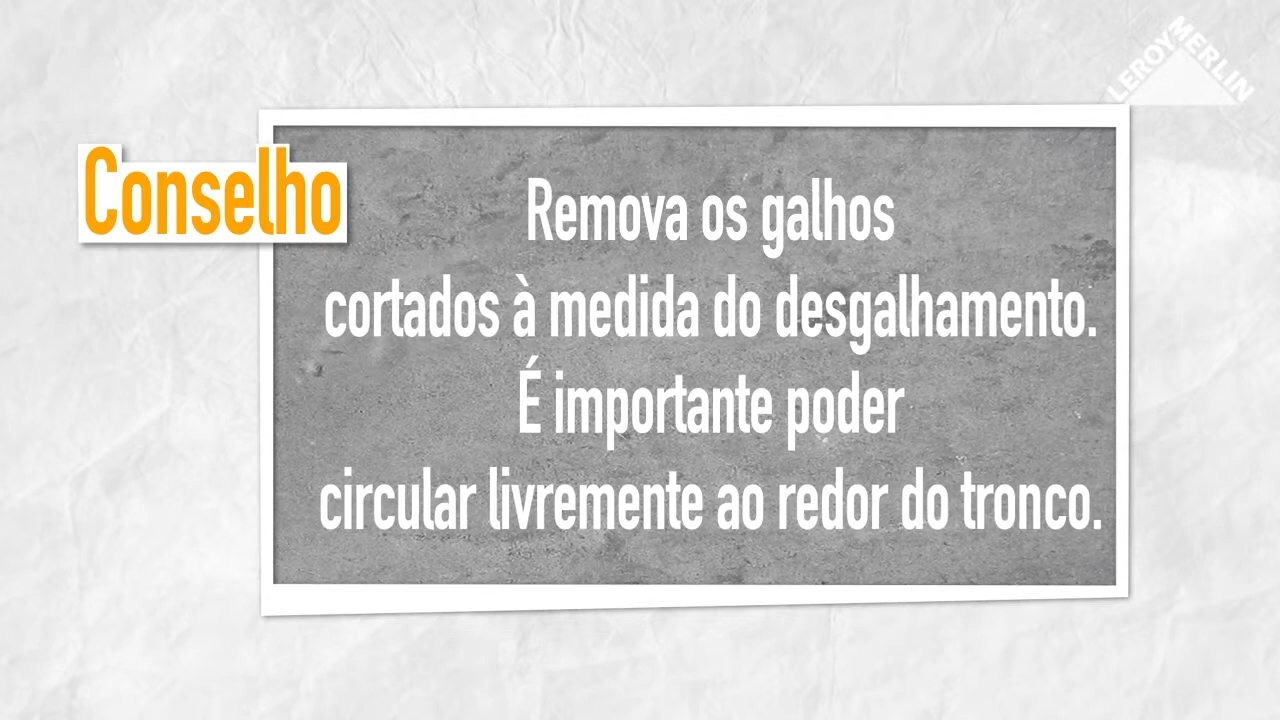 LEROY MERLIN
Conselho
Remova os galhos
cortados à medida do desgalhamento.
É importante poder
circular livremente ao redor do tronco.